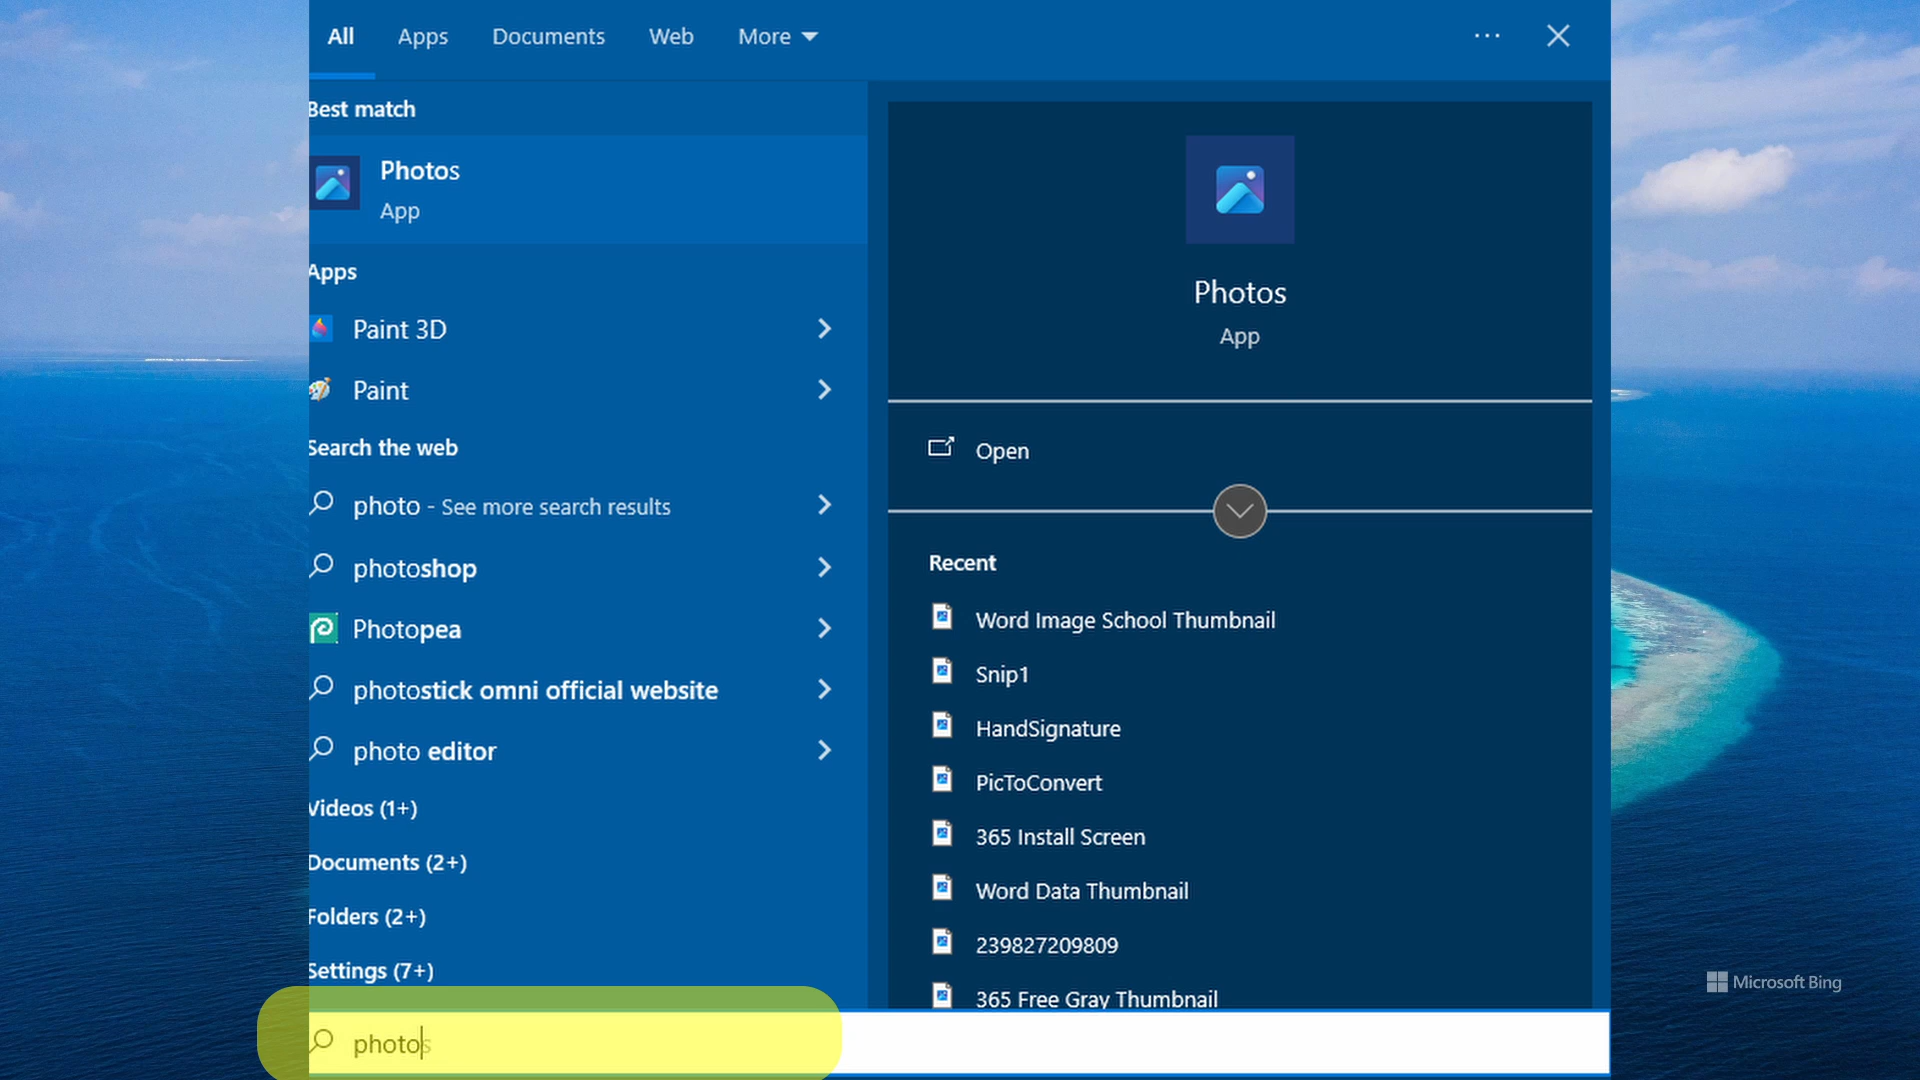 All Apps Documents Web More
Best match
Photos
App
Apps
Paint 3D
Paint
Search the web
photo - See more search results
photoshop
Photopea
photostick omni official website
photo editor
Videos (1+)
Documents (2+)
Folders (2+)
Settings (7+)
photos
Photos
App
Open
Recent
Word Image School Thumbnail
Snip1
HandSignature
PicToConvert
365 Install Screen
Word Data Thumbnail
239827209809
365 Free Gray Thumbnail
Microsoft Bing